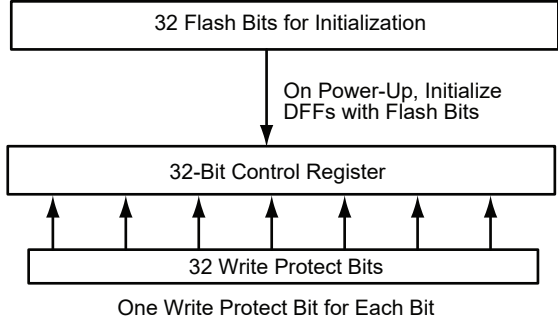 32 Flash Bits for Initialization
On Power-Up, Initialize
DFFs with Flash Bits
32-Bit Control Register
32 Write Protect Bits
One Write Protect Bit for Each Bit